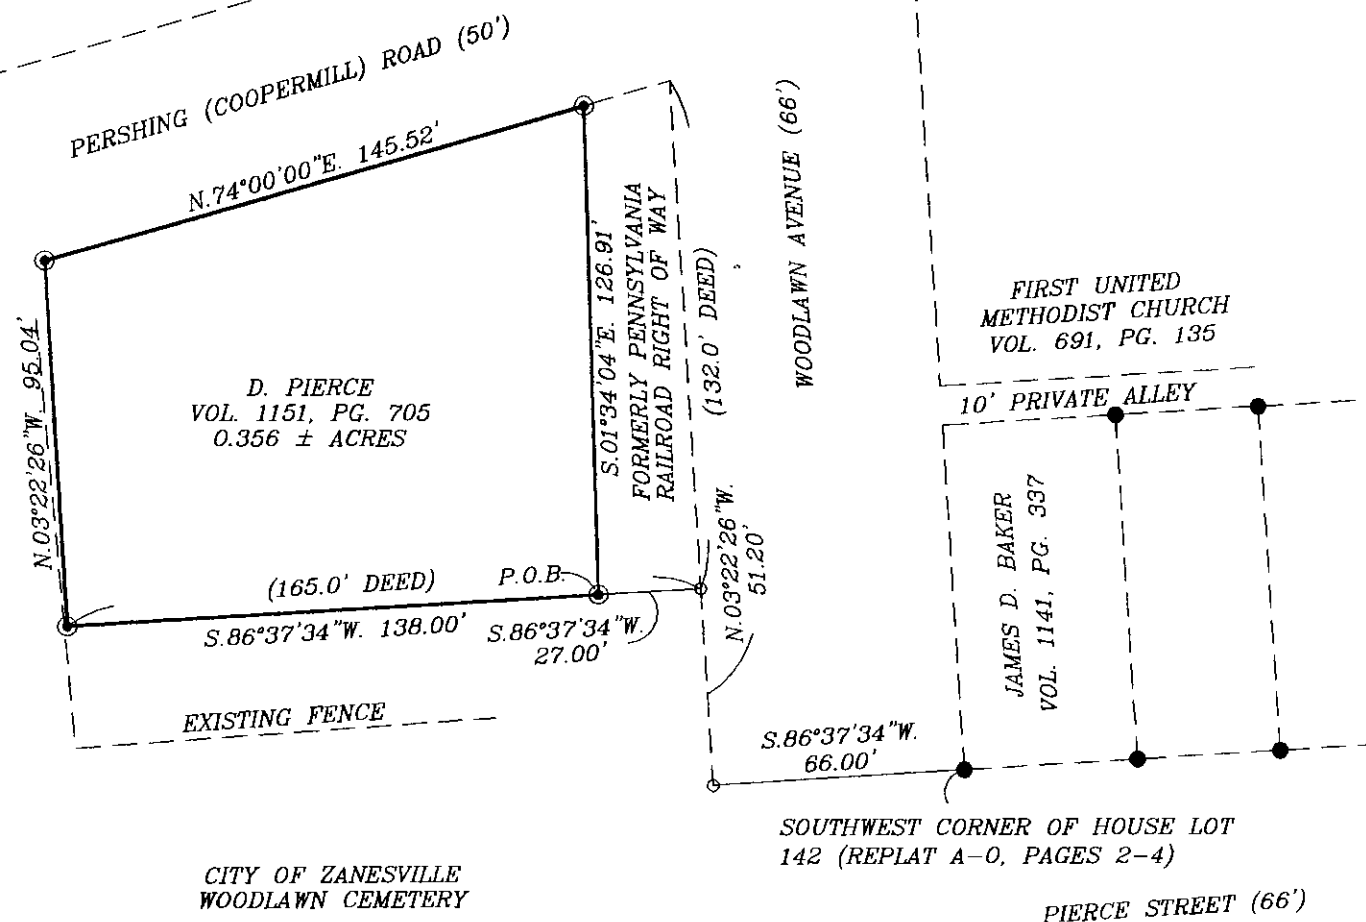 PERSHING (COOPERMILL) ROAD (50')
N.74°00'00"E. 145.52'
WOODLAWN AVENUE (66')
FORMERLY PENNSYLVANIA
RAILROAD RIGHT OF WAY
S.01°34'04"E. 126.91'
(132.0' DEED)
FIRST UNITED
METHODIST CHURCH
VOL. 691, PG. 135
10' PRIVATE ALLEY
N.03°22'26"W. 95.04'
D. PIERCE
VOL. 1151, PG. 705
0.356 ± ACRES
JAMES D. BAKER
VOL. 1141, PG. 337
N.03°22'26"W.
51.20'
(165.0' DEED)
P.O.B.
S.86°37'34"W. 138.00'
S.86°37'34"W.
27.00'
EXISTING FENCE
S.86°37'34"W.
66.00'
SOUTHWEST CORNER OF HOUSE LOT
142 (REPLAT A-0, PAGES 2-4)
CITY OF ZANESVILLE
WOODLAWN CEMETERY
PIERCE STREET (66')